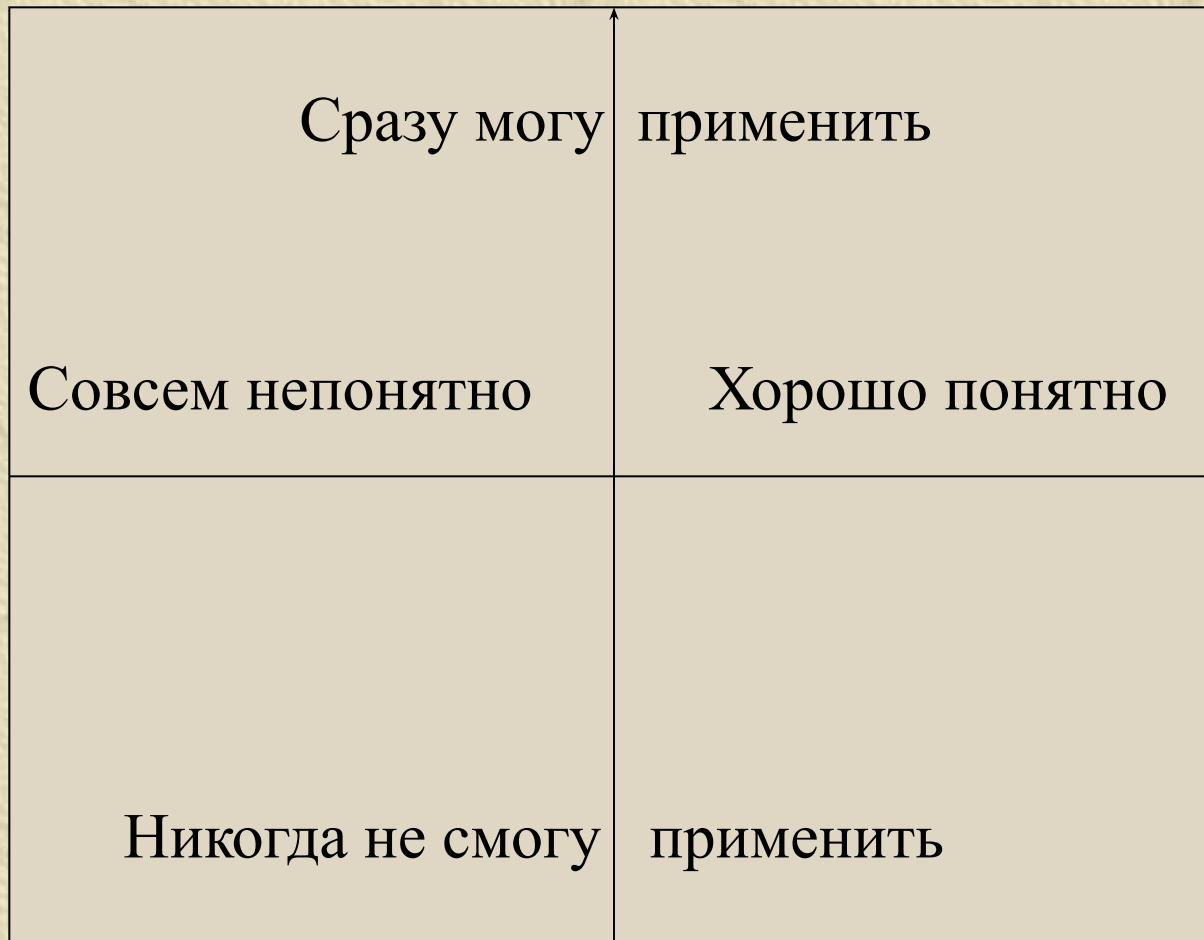 Сразу могу применить
Совсем непонятно Хорошо понятно
Никогда не смогу применить